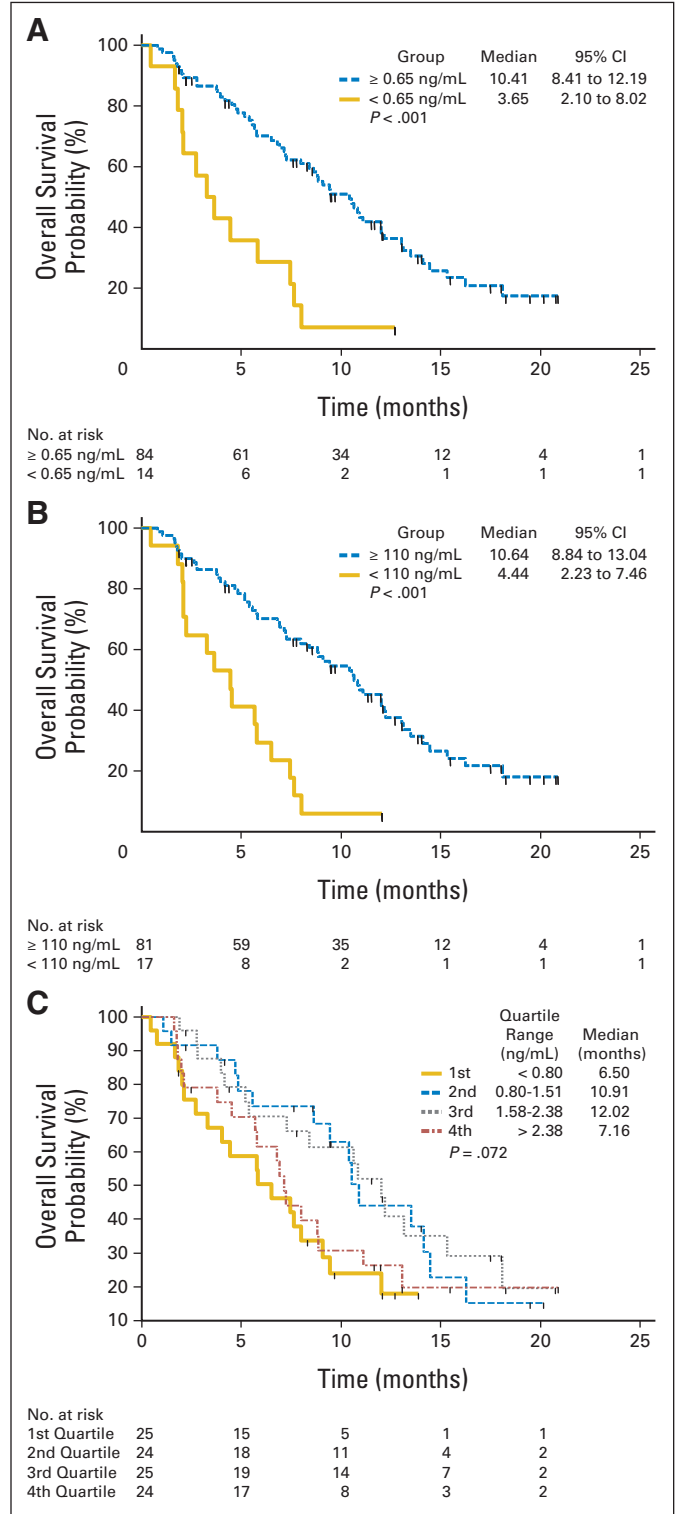 A
Overall Survival
Probability (%)
100
80
60
40
20
0
5
10
15
20
25
Time (months)
Group Median 95% CI
≥ 0.65 ng/mL 10.41 8.41 to 12.19
< 0.65 ng/mL 3.65 2.10 to 8.02
P < .001
No. at risk
≥ 0.65 ng/mL 84 61 34 12 4 1
< 0.65 ng/mL 14 6 2 1 1 1
B
Overall Survival
Probability (%)
100
80
60
40
20
0
5
10
15
20
25
Time (months)
Group Median 95% CI
≥ 110 ng/mL 10.64 8.84 to 13.04
< 110 ng/mL 4.44 2.23 to 7.46
P < .001
No. at risk
≥ 110 ng/mL 81 59 35 12 4 1
< 110 ng/mL 17 8 2 1 1 1
C
Overall Survival
Probability (%)
100
90
80
70
60
50
40
30
20
10
0
5
10
15
20
25
Time (months)
Quartile
Range Median
(ng/mL) (months)
1st < 0.80 6.50
2nd 0.80-1.51 10.91
3rd 1.58-2.38 12.02
4th > 2.38 7.16
P = .072
No. at risk
1st Quartile 25 15 5 1 1
2nd Quartile 24 18 11 4 2
3rd Quartile 25 19 14 7 2
4th Quartile 24 17 8 3 2